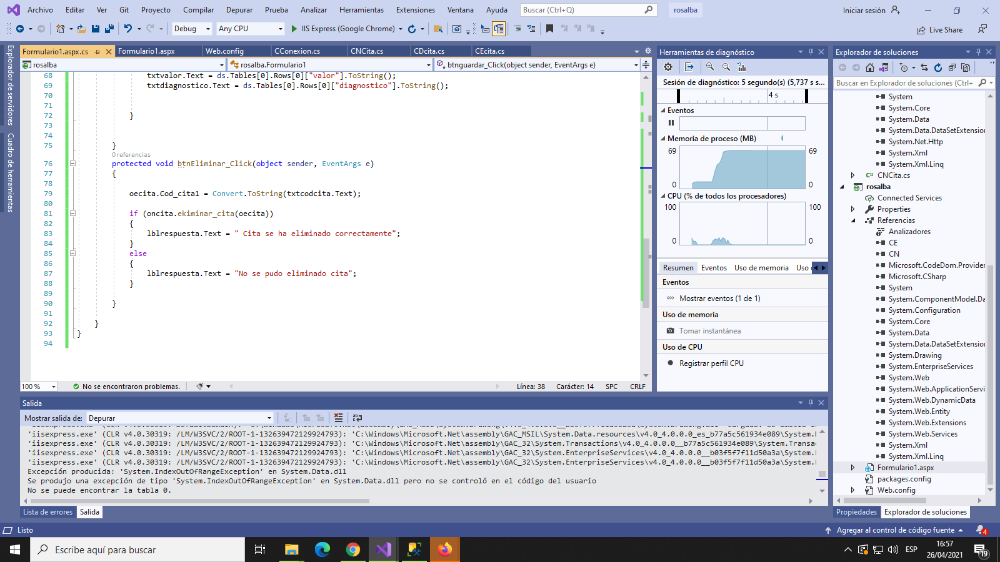 Archivo Editar Ver Git Proyecto Compilar Depurar Prueba Analizar Herramientas Extensiones Ventana Ayuda Buscar (Ctrl+Q) rosalba Iniciar sesión
Debug Any CPU IIS Express (Google Chrome) Live Share
Explorador de servidores
Cuadro de herramientas
Formulario1.aspx.cs Formulario1.aspx Web.config CConexion.cs CNCita.cs CDcita.cs CEcita.cs
rosalba rosalba.Formulario1 btnguardar_Click(object sender, EventArgs e)
68 txtvalor.Text = ds.Tables[0].Rows[0]["valor"].ToString();
69 txtdiagnostico.Text = ds.Tables[0].Rows[0]["diagnostico"].ToString();
70
71
72 }
73
74
75 }
0 referencias
76 protected void btnEliminar_Click(object sender, EventArgs e)
77 {
78
79 oecita.Cod_cita1 = Convert.ToString(txtcodcita.Text);
80
81 if (oncita.ekiminar_cita(oecita))
82 {
83 lblrespuesta.Text = " Cita se ha eliminado correctamente";
84 }
85 else
86 {
87 lblrespuesta.Text = "No se pudo eliminado cita";
88 }
89
90 }
91
92 }
93 }
94
100 % No se encontraron problemas. Línea: 38 Carácter: 14 SPC CRLF
Herramientas de diagnóstico
Sesión de diagnóstico: 5 segundo(s) (5,737 s s...
4 s
Eventos
Memoria de proceso (MB)
69 69
0 0
CPU (% de todos los procesadores)
100 100
0 0
Resumen Eventos Uso de memoria Uso
Eventos
Mostrar eventos (1 de 1)
Uso de memoria
Tomar instantánea
Uso de CPU
Registrar perfil CPU
Explorador de soluciones
Buscar en Explorador de soluciones (Ctrl+
System
System.Core
System.Data
System.Data.DataSetExtension
System.Net.Http
System.Xml
System.Xml.Linq
C# CNCita.cs
rosalba
Connected Services
Properties
Referencias
Analizadores
CE
CN
Microsoft.CodeDom.Provider
Microsoft.CSharp
System
System.ComponentModel.Da
System.Configuration
System.Core
System.Data
System.Data.DataSetExtension
System.Drawing
System.EnterpriseServices
System.Web
System.Web.ApplicationServi
System.Web.DynamicData
System.Web.Entity
System.Web.Extensions
System.Web.Services
System.Xml
System.Xml.Linq
Formulario1.aspx
packages.config
Web.config
Propiedades Explorador de soluciones
Salida
Mostrar salida de: Depurar
'iisexpress.exe' (CLR v4.0.30319: /LM/W3SVC/2/ROOT-1-132639472129924793): 'C:\Windows\Microsoft.Net\assembly\GAC_MSIL\System.Data.resources\v4.0_4.0.0.0_es_b77a5c561934e089\System.
'iisexpress.exe' (CLR v4.0.30319: /LM/W3SVC/2/ROOT-1-132639472129924793): 'C:\Windows\Microsoft.Net\assembly\GAC_32\System.Transactions\v4.0_4.0.0.0__b77a5c561934e089\System.Transac
'iisexpress.exe' (CLR v4.0.30319: /LM/W3SVC/2/ROOT-1-132639472129924793): 'C:\Windows\Microsoft.Net\assembly\GAC_32\System.EnterpriseServices\v4.0_4.0.0.0__b03f5f7f11d50a3a\System.
'iisexpress.exe' (CLR v4.0.30319: /LM/W3SVC/2/ROOT-1-132639472129924793): 'C:\Windows\Microsoft.Net\assembly\GAC_32\System.EnterpriseServices\v4.0_4.0.0.0__b03f5f7f11d50a3a\System.
Excepción producida: 'System.IndexOutOfRangeException' en System.Data.dll
Se produjo una excepción de tipo 'System.IndexOutOfRangeException' en System.Data.dll pero no se controló en el código del usuario
No se puede encontrar la tabla 0.
Lista de errores Salida
Listo Agregar al control de código fuente 4
Escribe aquí para buscar ESP 16:57
26/04/2021 19